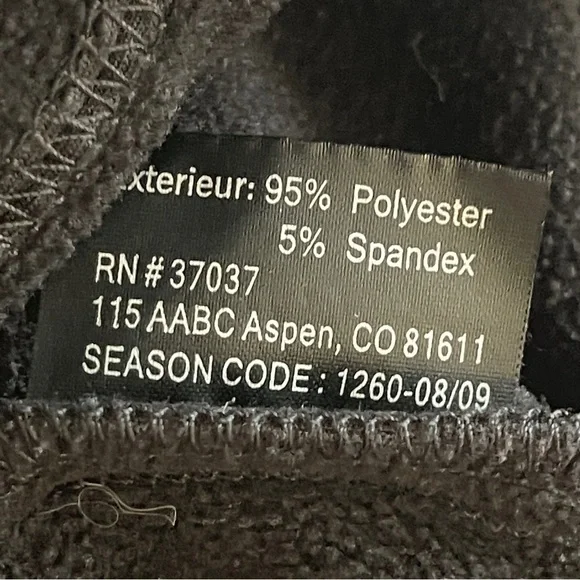 xterieur: 95% Polyester
5% Spandex
RN # 37037
115 AABC Aspen, CO 81611
SEASON CODE : 1260-08/09